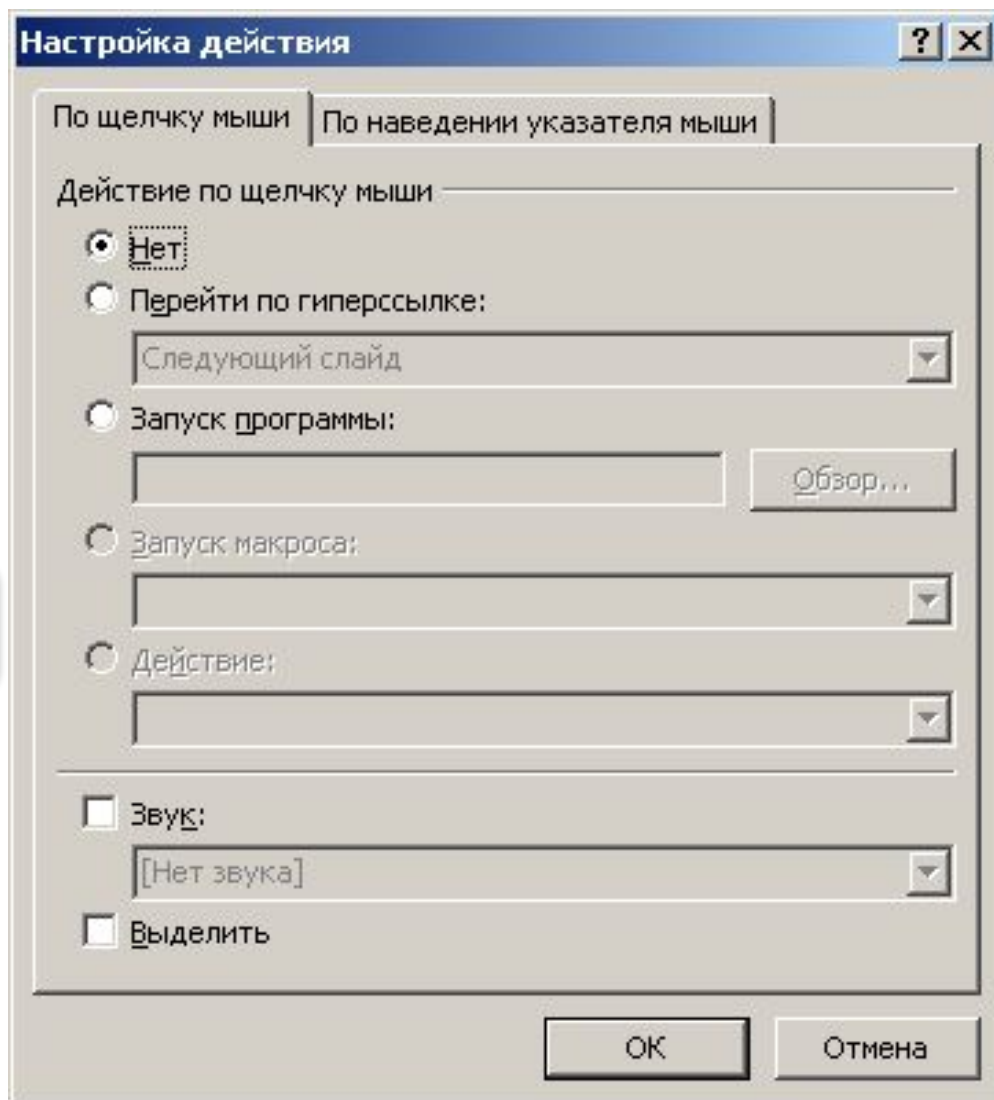 Настройка действия
По щелчку мыши
По наведении указателя мыши
Действие по щелчку мыши
Нет
Перейти по гиперссылке:
Следующий слайд
Запуск программы:
Обзор...
Запуск макроса:
Действие:
Звук:
[Нет звука]
Выделить
ОК
Отмена